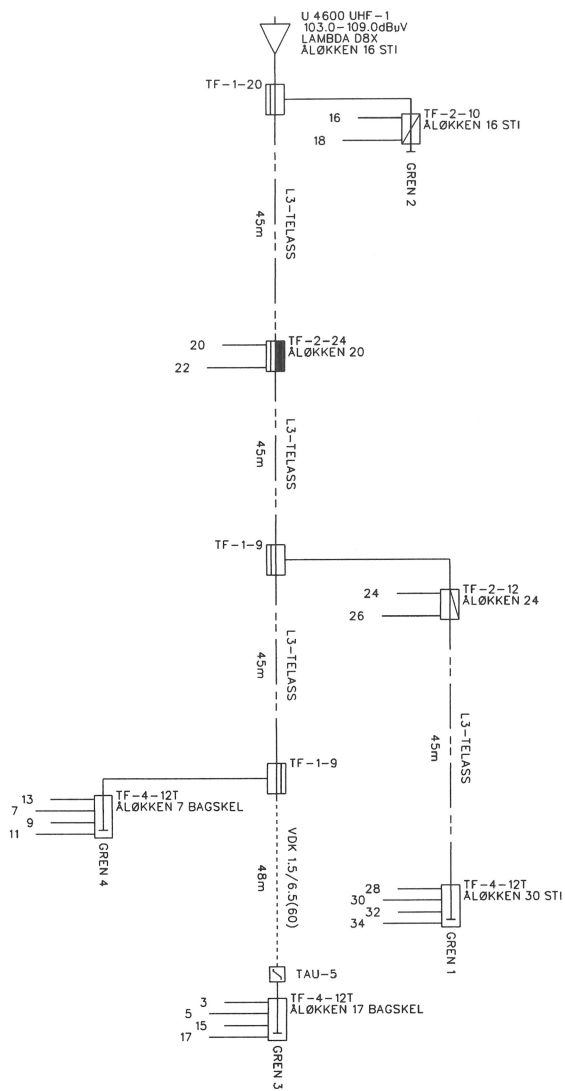 U 4600 UHF-1
103.0-109.0dBuV
LAMBDA D8X
ÅLØKKEN 16 STI
TF-1-20
16
18
TF-2-10
ÅLØKKEN 16 STI
GREN 2
L3-TELASS
45m
20
22
TF-2-24
ÅLØKKEN 20
L3-TELASS
45m
TF-1-9
24
26
TF-2-12
ÅLØKKEN 24
L3-TELASS
45m
L3-TELASS
45m
TF-1-9
13
7
9
11
TF-4-12T
ÅLØKKEN 7 BAGSKEL
GREN 4
VDK 1.5/6.5(60)
48m
28
30
32
34
TF-4-12T
ÅLØKKEN 30 STI
GREN 1
TAU-5
3
5
15
17
TF-4-12T
ÅLØKKEN 17 BAGSKEL
GREN 3